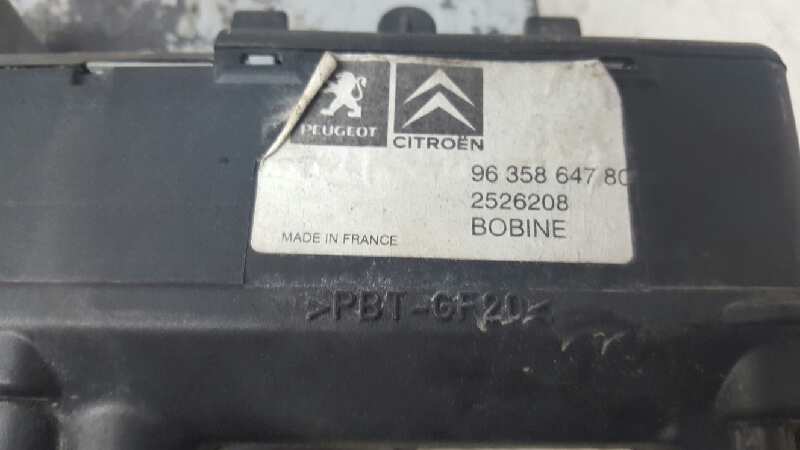 PEUGEOT
CITROËN
96 358 647 80
2526208
BOBINE
MADE IN FRANCE
>PBT-GF20<